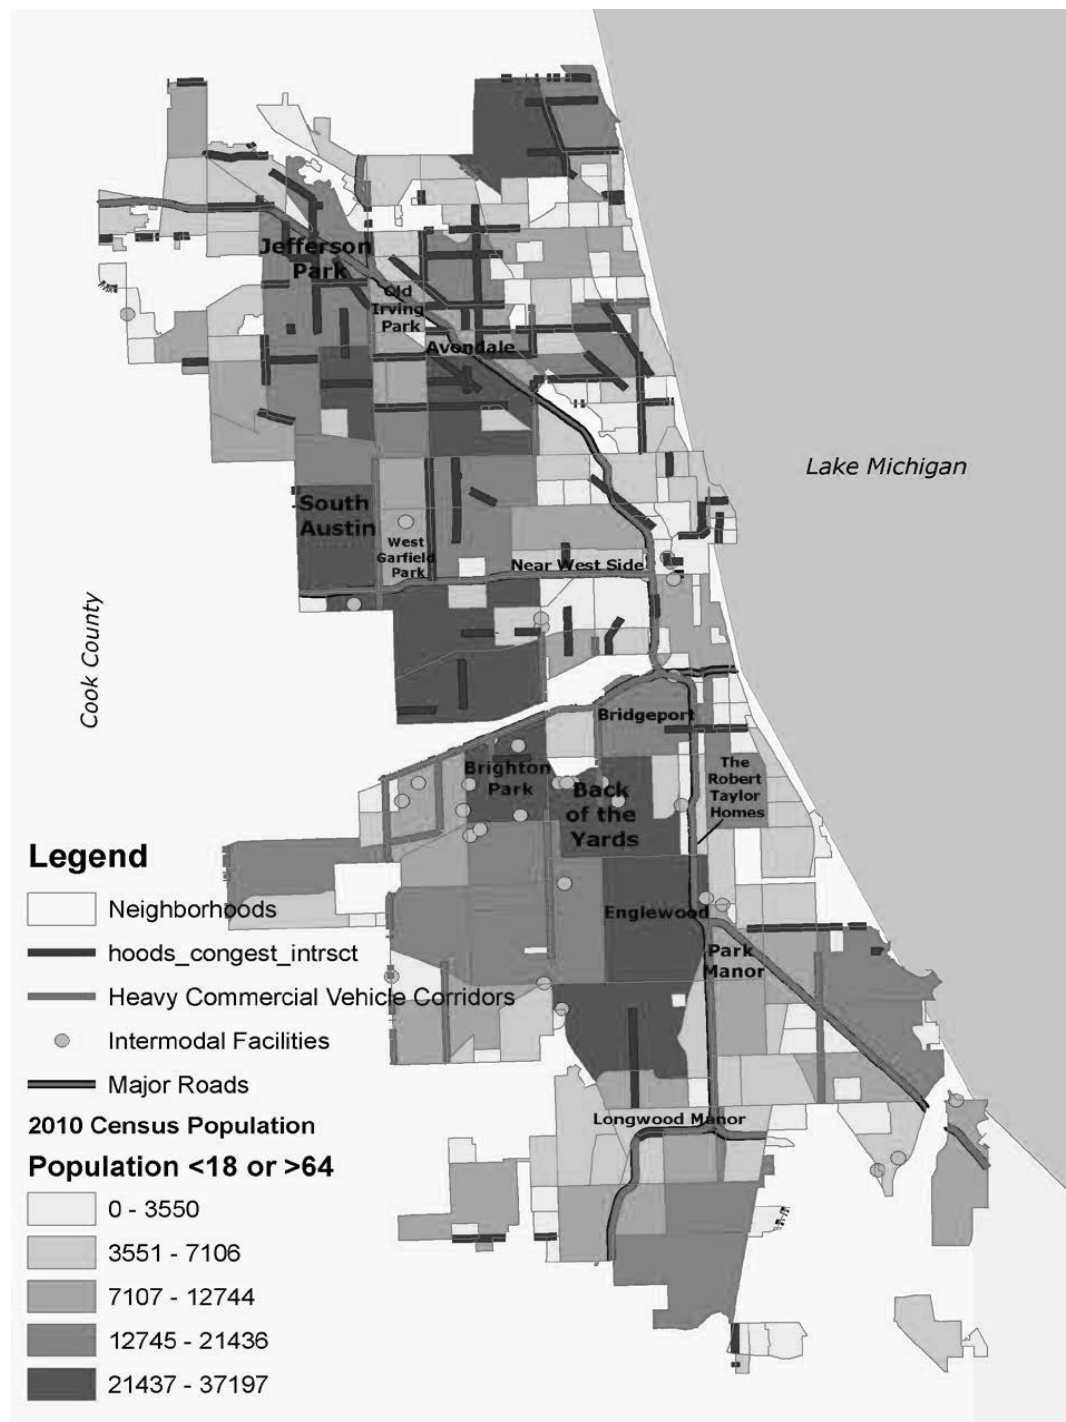 Jefferson
Park
Old
Irving
Park
Avondale
Lake Michigan
South
Austin
West
Garfield
Park
Near West Side
Cook County
Bridgeport
Brighton
Park
The
Robert
Taylor
Homes
Back
of the
Yards
Englewood
Park
Manor
Longwood Manor
Legend
Neighborhoods
hoods_congest_intrsct
Heavy Commercial Vehicle Corridors
Intermodal Facilities
Major Roads
2010 Census Population
Population <18 or >64
0 - 3550
3551 - 7106
7107 - 12744
12745 - 21436
21437 - 37197